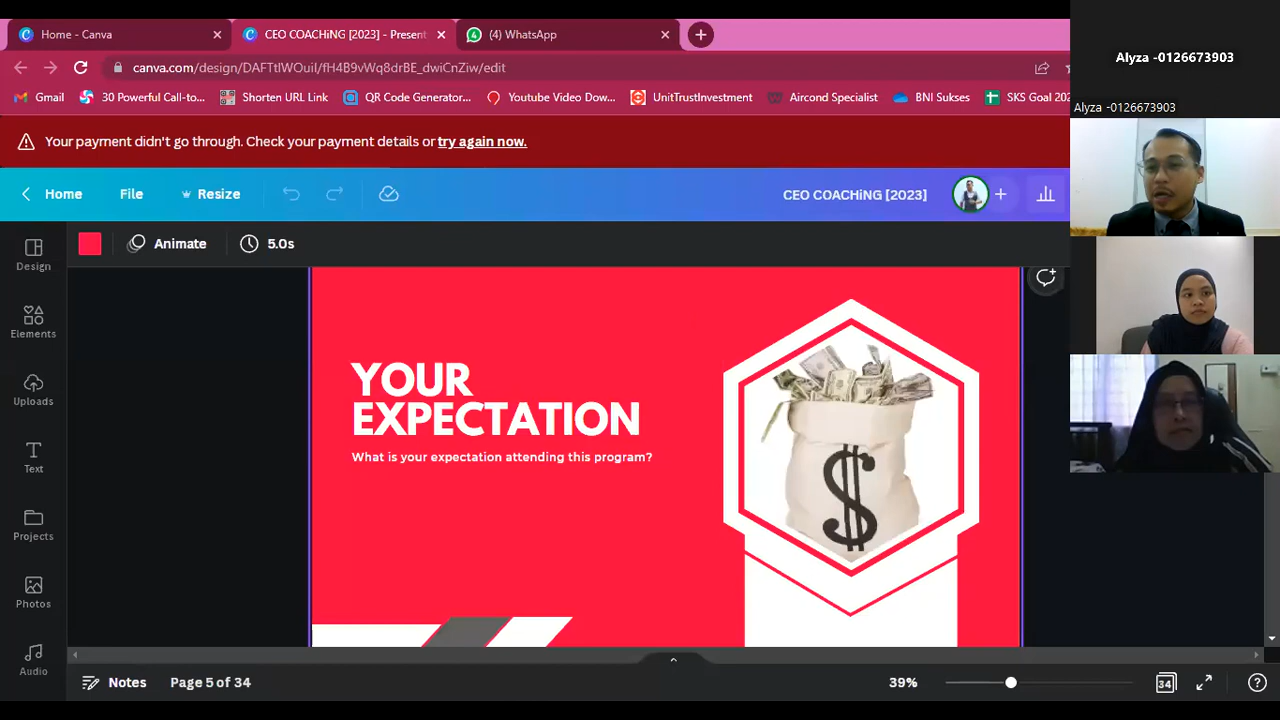 Home - Canva
CEO COACHiNG [2023] - Present
(4) WhatsApp
canva.com/design/DAFTtlWOuiI/fH4B9vWq8drBE_dwiCnZiw/edit
Gmail
30 Powerful Call-to...
Shorten URL Link
QR Code Generator...
Youtube Video Dow...
UnitTrustInvestment
Aircond Specialist
BNI Sukses
SKS Goal 202
Alyza -0126673903
Alyza -0126673903
Your payment didn't go through. Check your payment details or try again now.
Home
File
Resize
CEO COACHiNG [2023]
Animate
5.0s
Design
Elements
Uploads
Text
Projects
Photos
Audio
YOUR
EXPECTATION
What is your expectation attending this program?
$
Notes
Page 5 of 34
39%
34